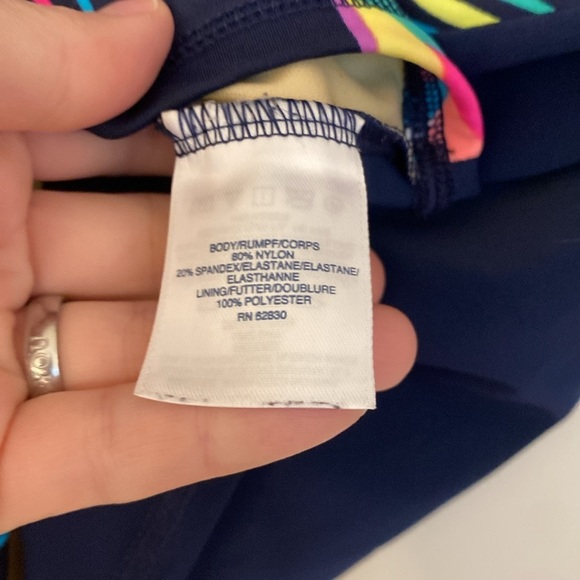 BODY/RUMPF/CORPS
80% NYLON
20% SPANDEX/ELASTANE/ELASTANE/
ELASTHANNE
LINING/FUTTER/DOUBLURE
100% POLYESTER
RN 62830